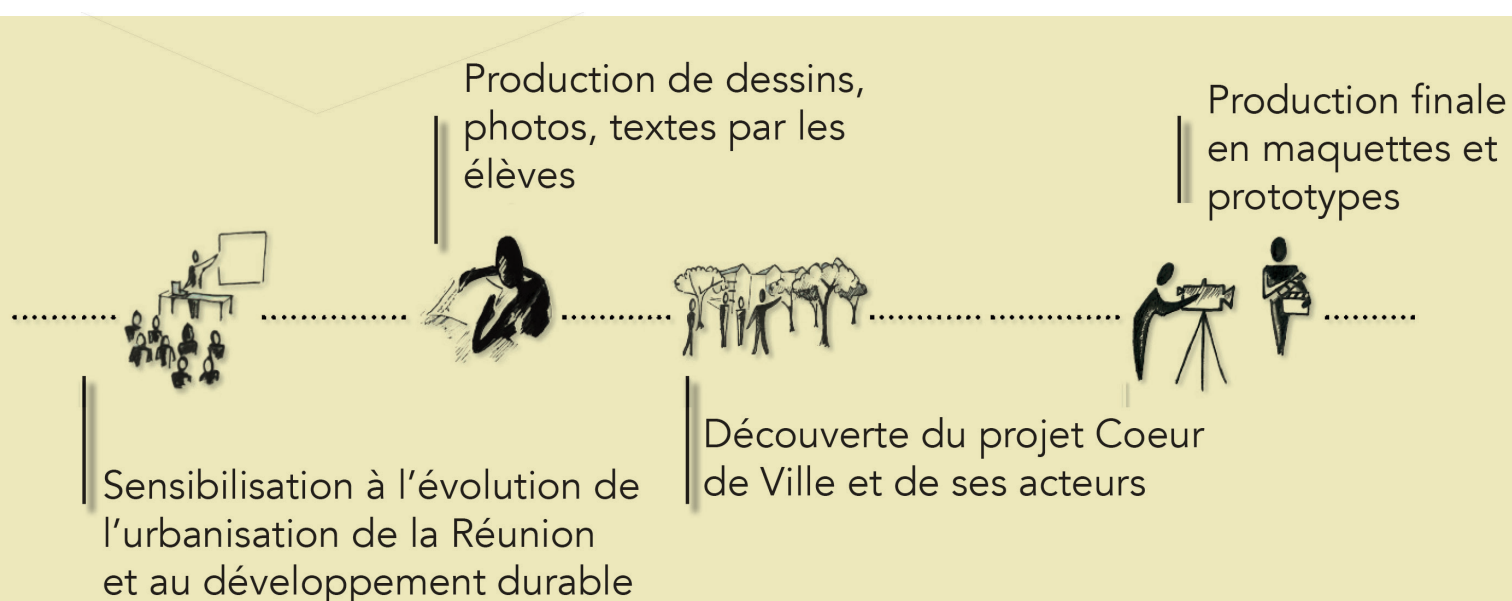 Production de dessins,
photos, textes par les
élèves
Production finale
en maquettes et
prototypes
Découverte du projet Coeur
de Ville et de ses acteurs
Sensibilisation à l’évolution de
l’urbanisation de la Réunion
et au développement durable